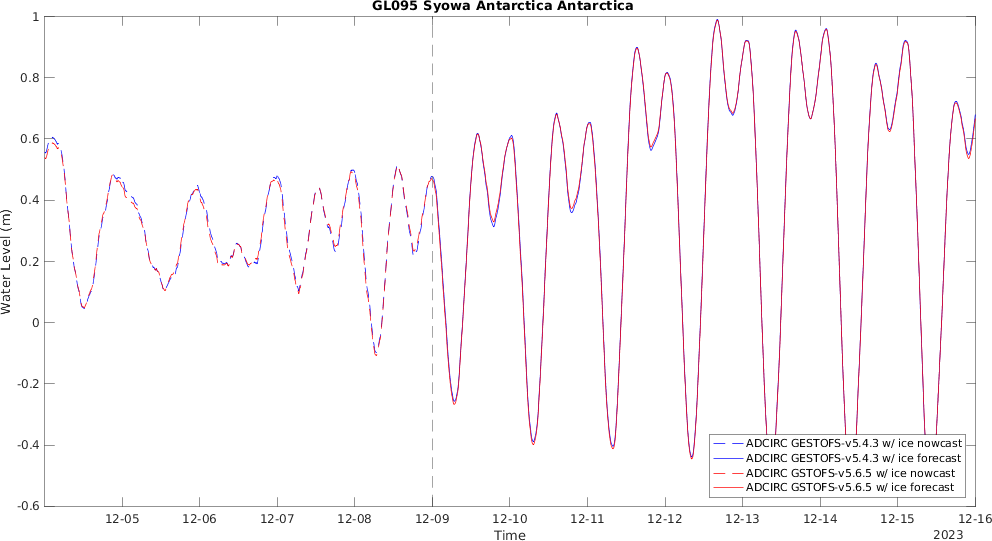 GL095 Syowa Antarctica Antarctica
1
0.8
0.6
0.4
0.2
0
-0.2
-0.4
-0.6
Water Level (m)
ADCIRC GESTOFS-v5.4.3 w/ ice nowcast
ADCIRC GESTOFS-v5.4.3 w/ ice forecast
ADCIRC GSTOFS-v5.6.5 w/ ice nowcast
ADCIRC GSTOFS-v5.6.5 w/ ice forecast
12-05 12-06 12-07 12-08 12-09 12-10 12-11 12-12 12-13 12-14 12-15 12-16
Time
2023